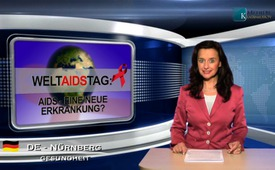 WELTAIDSTAG:
AIDS - EINE NEUE
ERKRANKUNG?
DE - NÜRNBERG
GESUNDHEIT